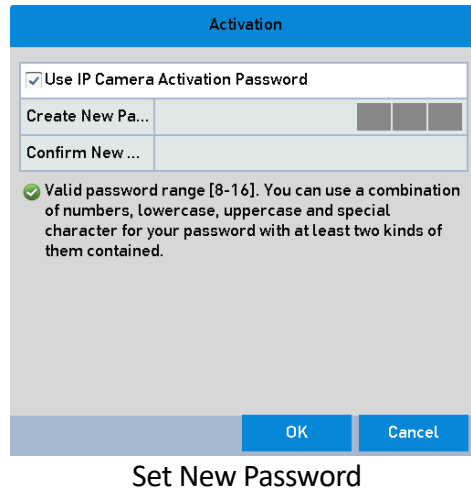 Activation
Use IP Camera Activation Password
Create New Pa...
Confirm New ...
Valid password range [8-16]. You can use a combination
of numbers, lowercase, uppercase and special
character for your password with at least two kinds of
them contained.
OK Cancel
Set New Password